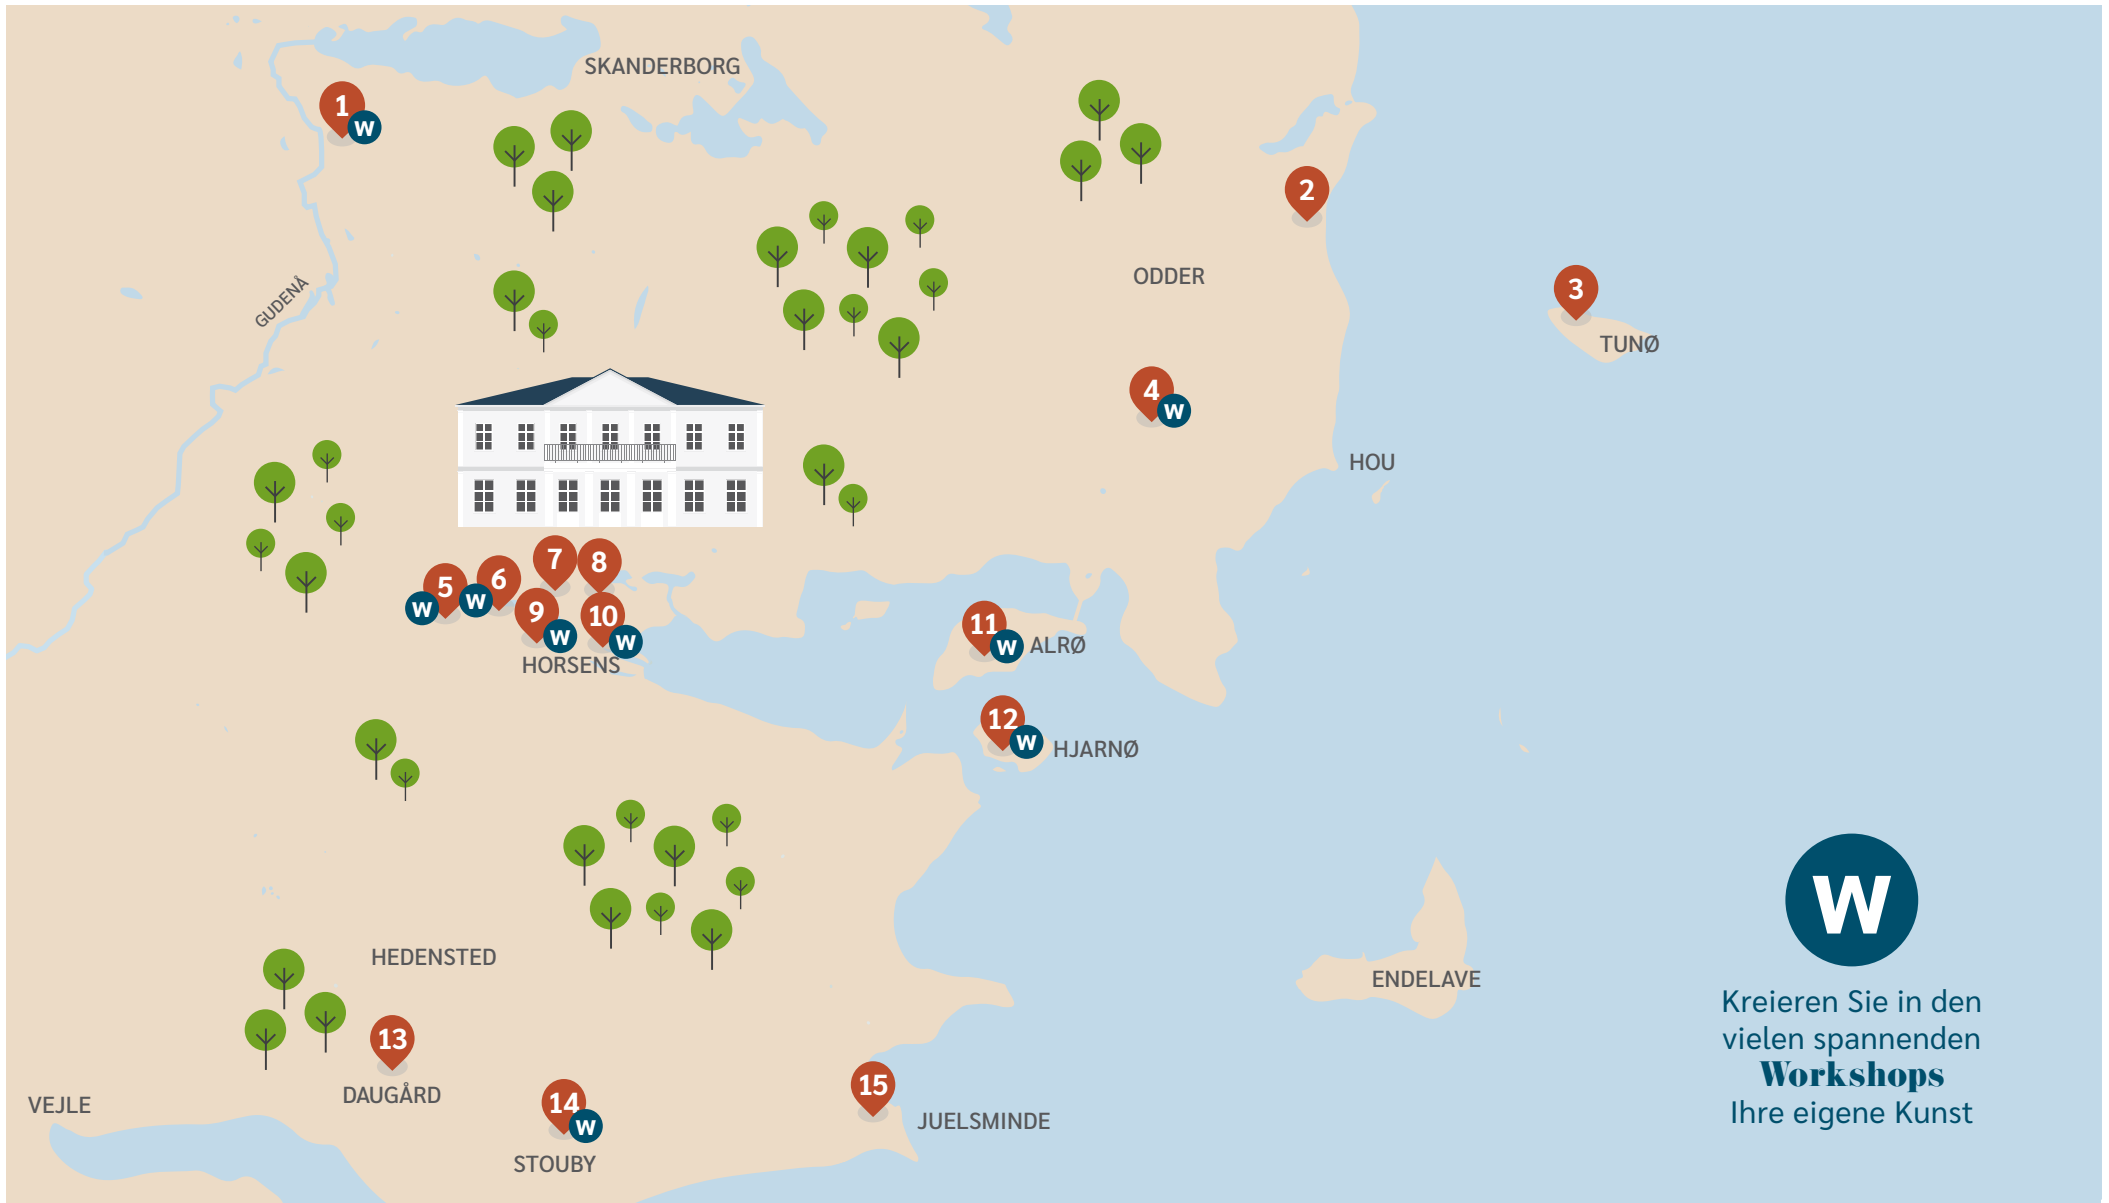 SKANDERBORG
1
W
2
GUDENÅ
ODDER
3
TUNØ
4
W
HOU
7
8
5
W
6
W
9
W
10
W
HORSENS
11
W
ALRØ
12
W
HJARNØ
HEDENSTED
ENDELAVE
13
DAUGÅRD
VEJLE
14
W
STOUBY
15
JUELSMINDE
W
Kreieren Sie in den
vielen spannenden
Workshops
Ihre eigene Kunst